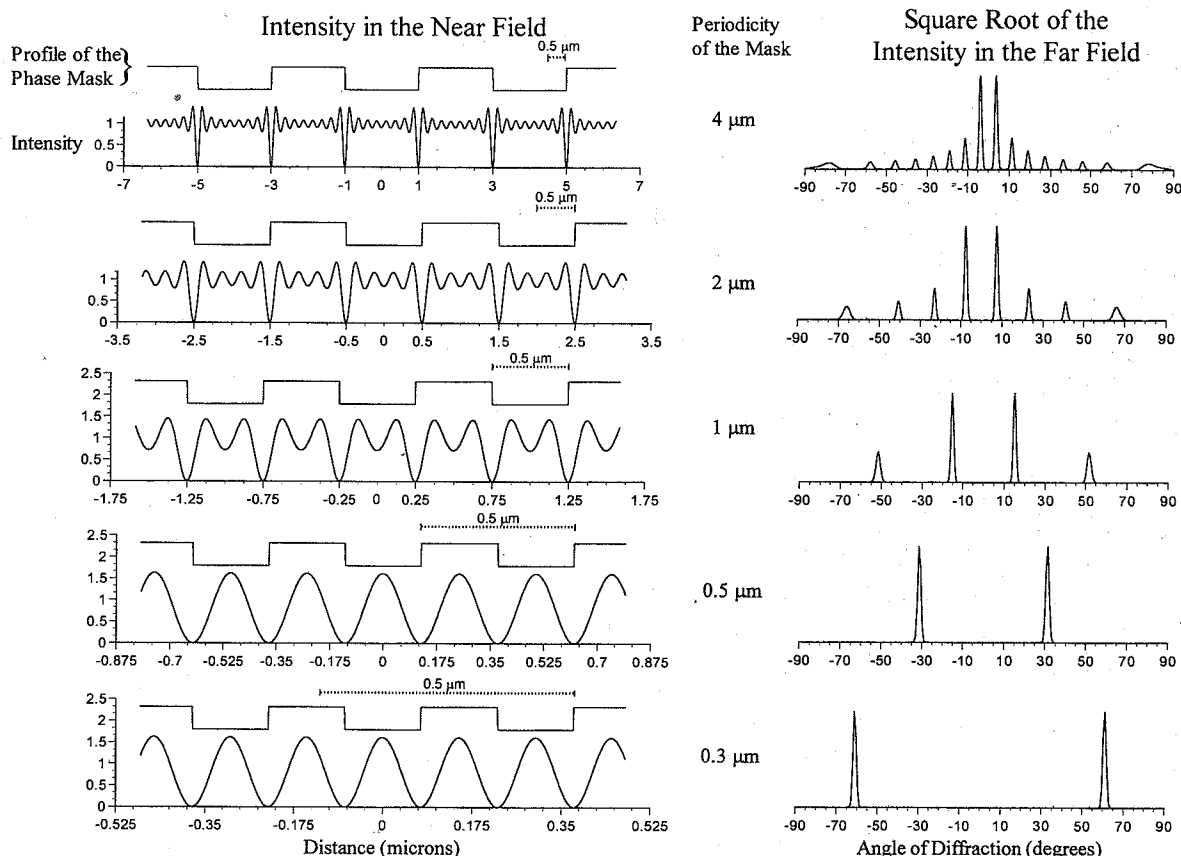 Intensity in the Near Field
Periodicity
of the Mask
Square Root of the
Intensity in the Far Field
Profile of the
Phase Mask
0.5 µm
Intensity
1
0.5
0
-7 -5 -3 -1 0 1 3 5 7
4 µm
-90 -70 -50 -30 -10 10 30 50 70 90
0.5 µm
1
0.5
0
-3.5 -2.5 -1.5 -0.5 0 0.5 1.5 2.5 3.5
2 µm
-90 -70 -50 -30 -10 10 30 50 70 90
0.5 µm
2.5
2
1.5
1
0.5
0
-1.75 -1.25 -0.75 -0.25 0 0.25 0.75 1.25 1.75
1 µm
-90 -70 -50 -30 -10 10 30 50 70 90
0.5 µm
2.5
2
1.5
1
0.5
0
-0.875 -0.7 -0.525 -0.35 -0.175 0 0.175 0.35 0.525 0.7 0.875
0.5 µm
-90 -70 -50 -30 -10 10 30 50 70 90
0.5 µm
2.5
2
1.5
1
0.5
0
-0.525 -0.35 -0.175 0 0.175 0.35 0.525
0.3 µm
-90 -70 -50 -30 -10 10 30 50 70 90
Distance (microns)
Angle of Diffraction (degrees)